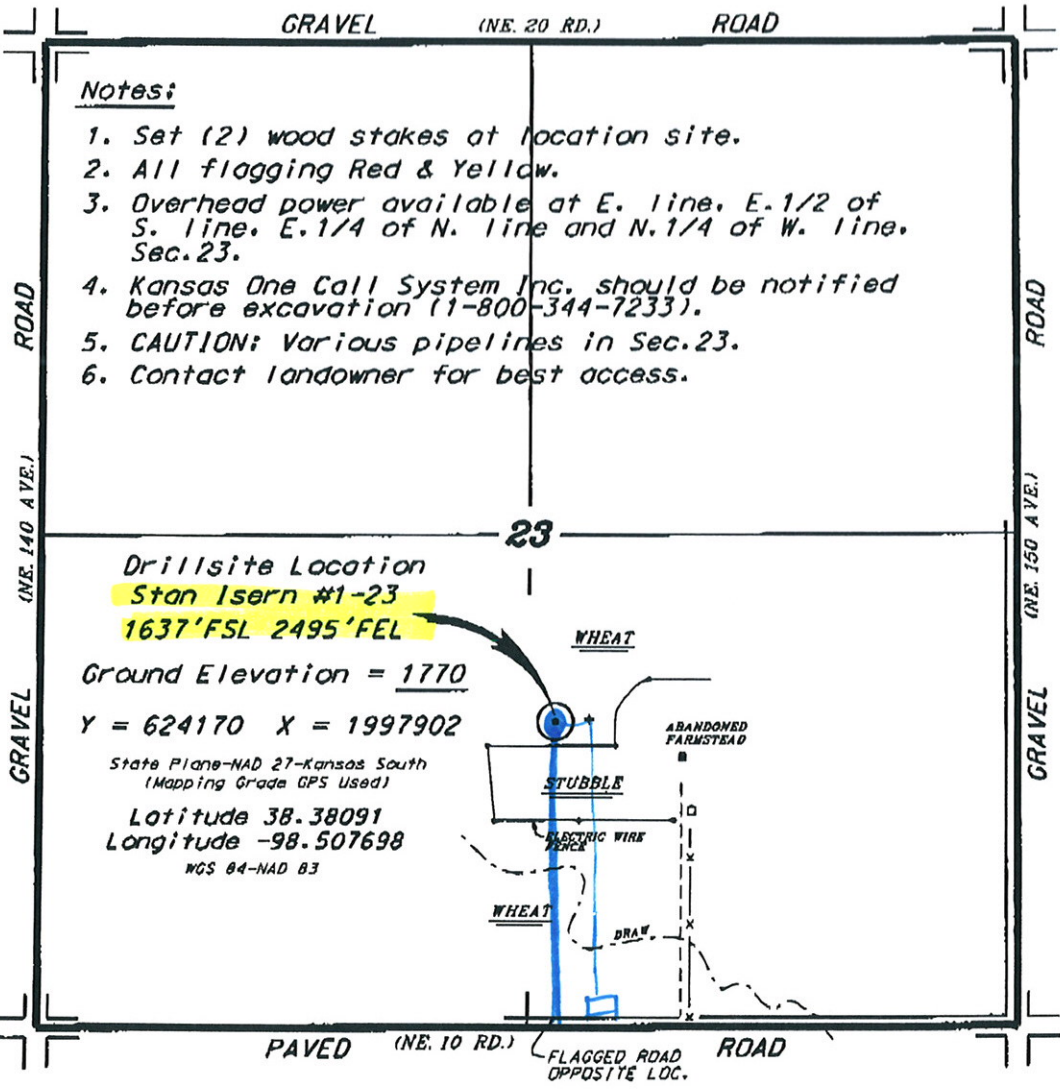 GRAVEL (NE. 20 RD.) ROAD
Notes:
1. Set (2) wood stakes at location site.
2. All flagging Red & Yellow.
3. Overhead power available at E. line, E.1/2 of
S. line, E.1/4 of N. line and N.1/4 of W. line,
Sec.23.
4. Kansas One Call System Inc. should be notified
before excavation (1-800-344-7233).
5. CAUTION: Various pipelines in Sec.23.
6. Contact landowner for best access.
GRAVEL (NE. 140 AVE.) ROAD
GRAVEL (NE. 150 AVE.) ROAD
23
Drillsite Location
Stan Isern #1-23
1637'FSL 2495'FEL
Ground Elevation = 1770
Y = 624170 X = 1997902
State Plane-NAD 27-Kansas South
(Mapping Grade GPS Used)
Latitude 38.38091
Longitude -98.507698
WGS 84-NAD 83
WHEAT
ABANDONED
FARMSTEAD
STUBBLE
ELECTRIC WIRE
FENCE
WHEAT
DRAW
PAVED (NE. 10 RD.) ROAD
FLAGGED ROAD
OPPOSITE LOC.